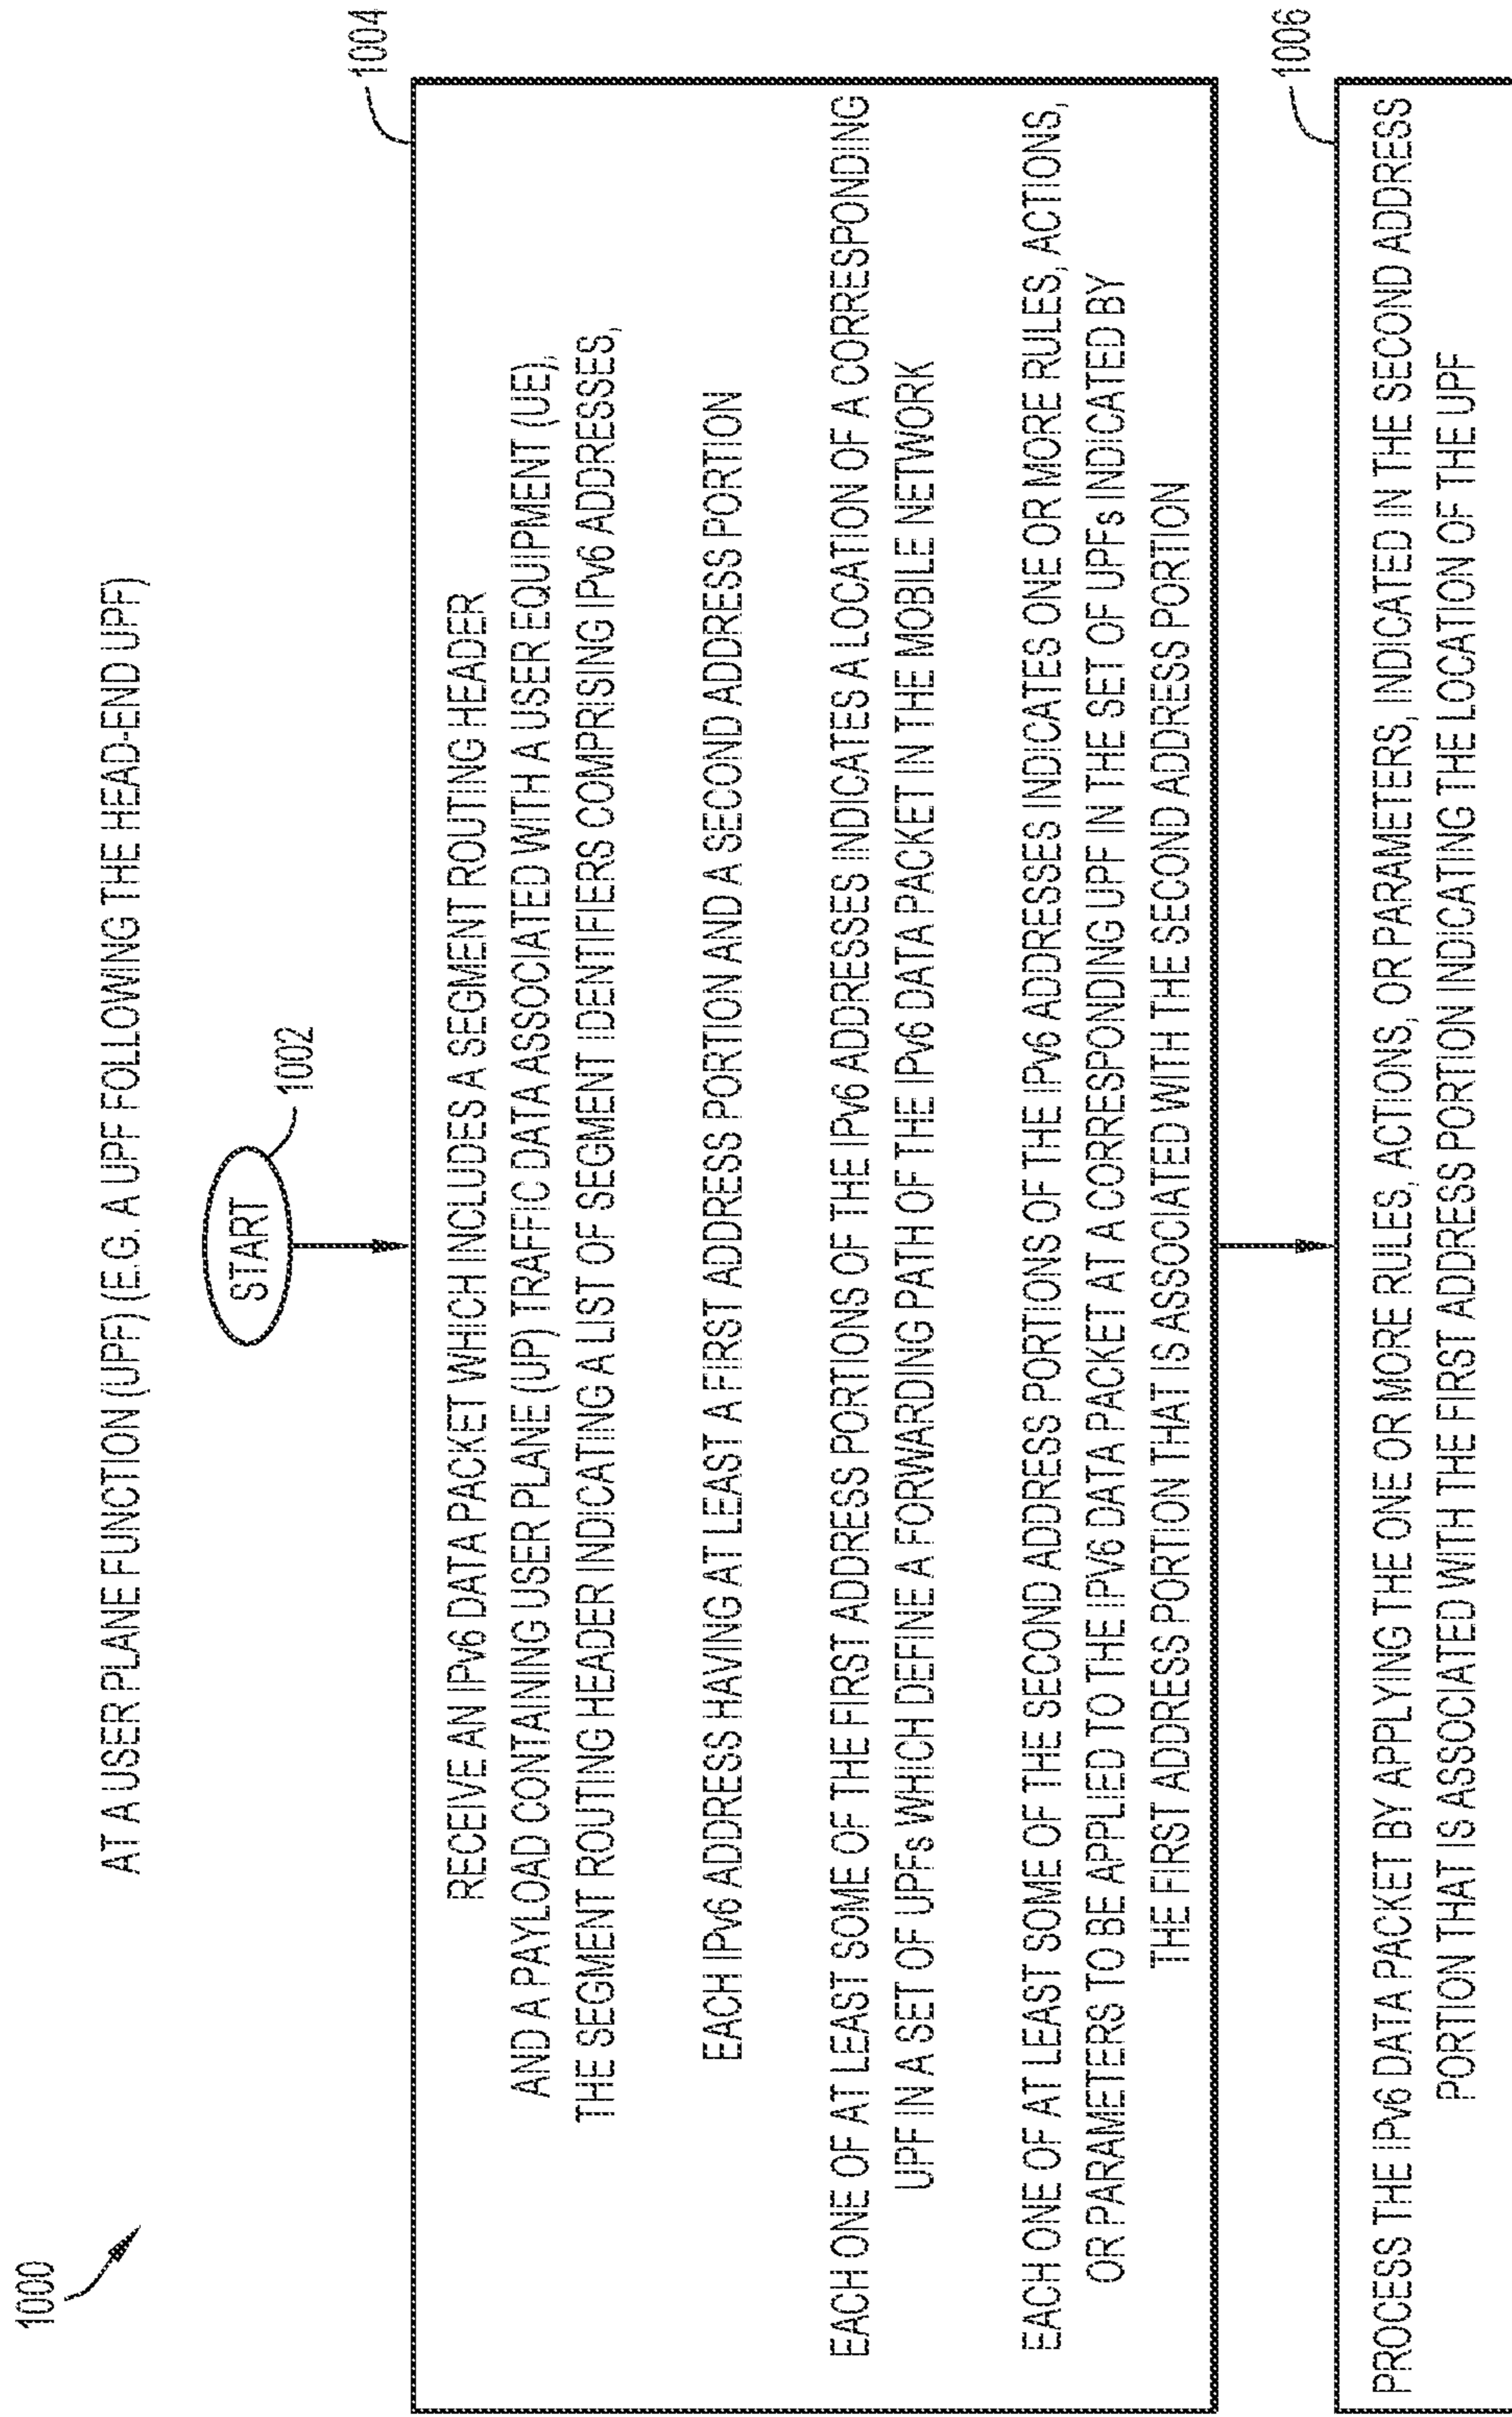 1000
AT A USER PLANE FUNCTION (UPF) (E.G. A UPF FOLLOWING THE HEAD-END UPF)
START
1002
1004
RECEIVE AN IPv6 DATA PACKET WHICH INCLUDES A SEGMENT ROUTING HEADER
AND A PAYLOAD CONTAINING USER PLANE (UP) TRAFFIC DATA ASSOCIATED WITH A USER EQUIPMENT (UE),
THE SEGMENT ROUTING HEADER INDICATING A LIST OF SEGMENT IDENTIFIERS COMPRISING IPv6 ADDRESSES,
EACH IPv6 ADDRESS HAVING AT LEAST A FIRST ADDRESS PORTION AND A SECOND ADDRESS PORTION
EACH ONE OF AT LEAST SOME OF THE FIRST ADDRESS PORTIONS OF THE IPv6 ADDRESSES INDICATES A LOCATION OF A CORRESPONDING
UPF IN A SET OF UPFs WHICH DEFINE A FORWARDING PATH OF THE IPv6 DATA PACKET IN THE MOBILE NETWORK
EACH ONE OF AT LEAST SOME OF THE SECOND ADDRESS PORTIONS OF THE IPv6 ADDRESSES INDICATES ONE OR MORE RULES, ACTIONS,
OR PARAMETERS TO BE APPLIED TO THE IPV6 DATA PACKET AT A CORRESPONDING UPF IN THE SET OF UPFs INDICATED BY
THE FIRST ADDRESS PORTION THAT IS ASSOCIATED WITH THE SECOND ADDRESS PORTION
1006
PROCESS THE IPv6 DATA PACKET BY APPLYING THE ONE OR MORE RULES, ACTIONS, OR PARAMETERS, INDICATED IN THE SECOND ADDRESS
PORTION THAT IS ASSOCIATED WITH THE FIRST ADDRESS PORTION INDICATING THE LOCATION OF THE UPF